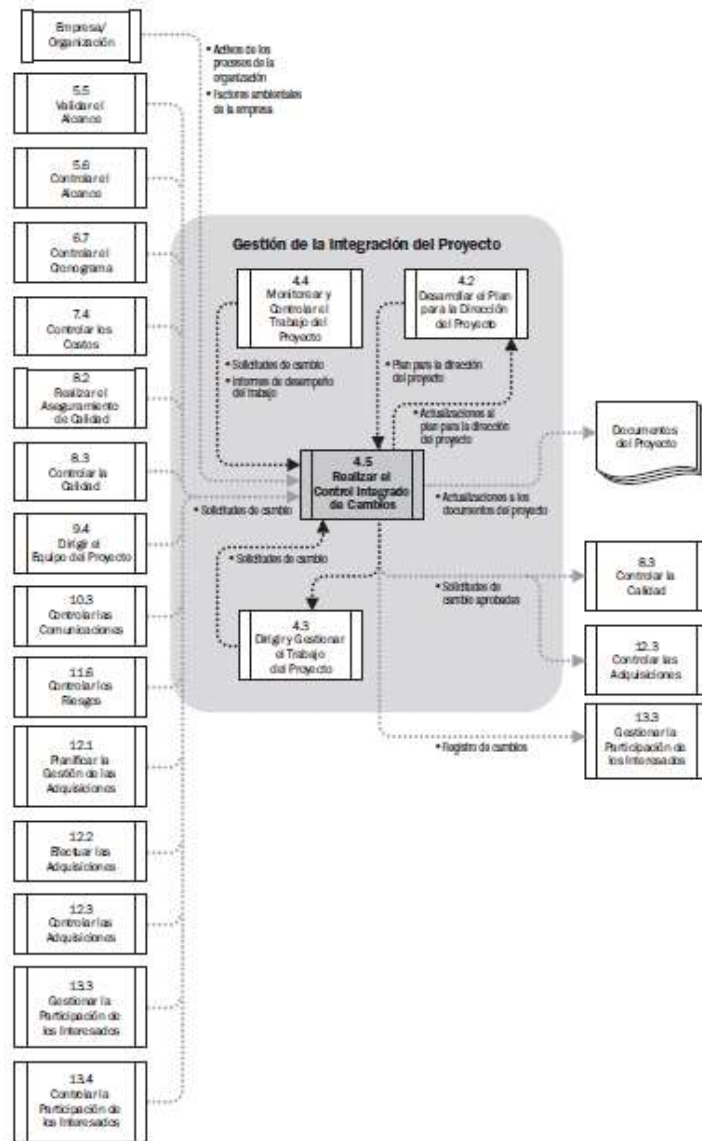 Empresa/
Organización
• Activos de los
procesos de la
organización
• Factores ambientales
de la empresa
5.5
Validar el
Alcance
5.6
Controlar el
Alcance
6.7
Controlar el
Cronograma
7.4
Controlar los
Costos
8.2
Realizar el
Aseguramiento
de Calidad
8.3
Controlar la
Calidad
9.4
Dirigir el
Equipo del Proyecto
10.3
Controlar las
Comunicaciones
11.6
Controlar los
Riesgos
12.1
Planificar la
Gestión de las
Adquisiciones
12.2
Efectuar las
Adquisiciones
12.3
Controlar las
Adquisiciones
13.3
Gestionar la
Participación de
los Interesados
13.4
Controlar la
Participación de
los Interesados
• Solicitudes de cambio
Gestión de la Integración del Proyecto
4.4
Monitorear y
Controlar el
Trabajo del
Proyecto
4.2
Desarrollar el Plan
para la Dirección
del Proyecto
• Solicitudes de cambio
• Informes de desempeño
del trabajo
• Plan para la dirección
del proyecto
• Actualizaciones al
plan para la dirección
del proyecto
4.5
Realizar el
Control Integrado
de Cambios
• Actualizaciones a los
documentos del proyecto
• Solicitudes de cambio
• Solicitudes de
cambio aprobadas
4.3
Dirigir y Gestionar
el Trabajo
del Proyecto
• Registro de cambios
Documentos
del Proyecto
8.3
Controlar la
Calidad
12.3
Controlar las
Adquisiciones
13.3
Gestionar la
Participación de
los Interesados